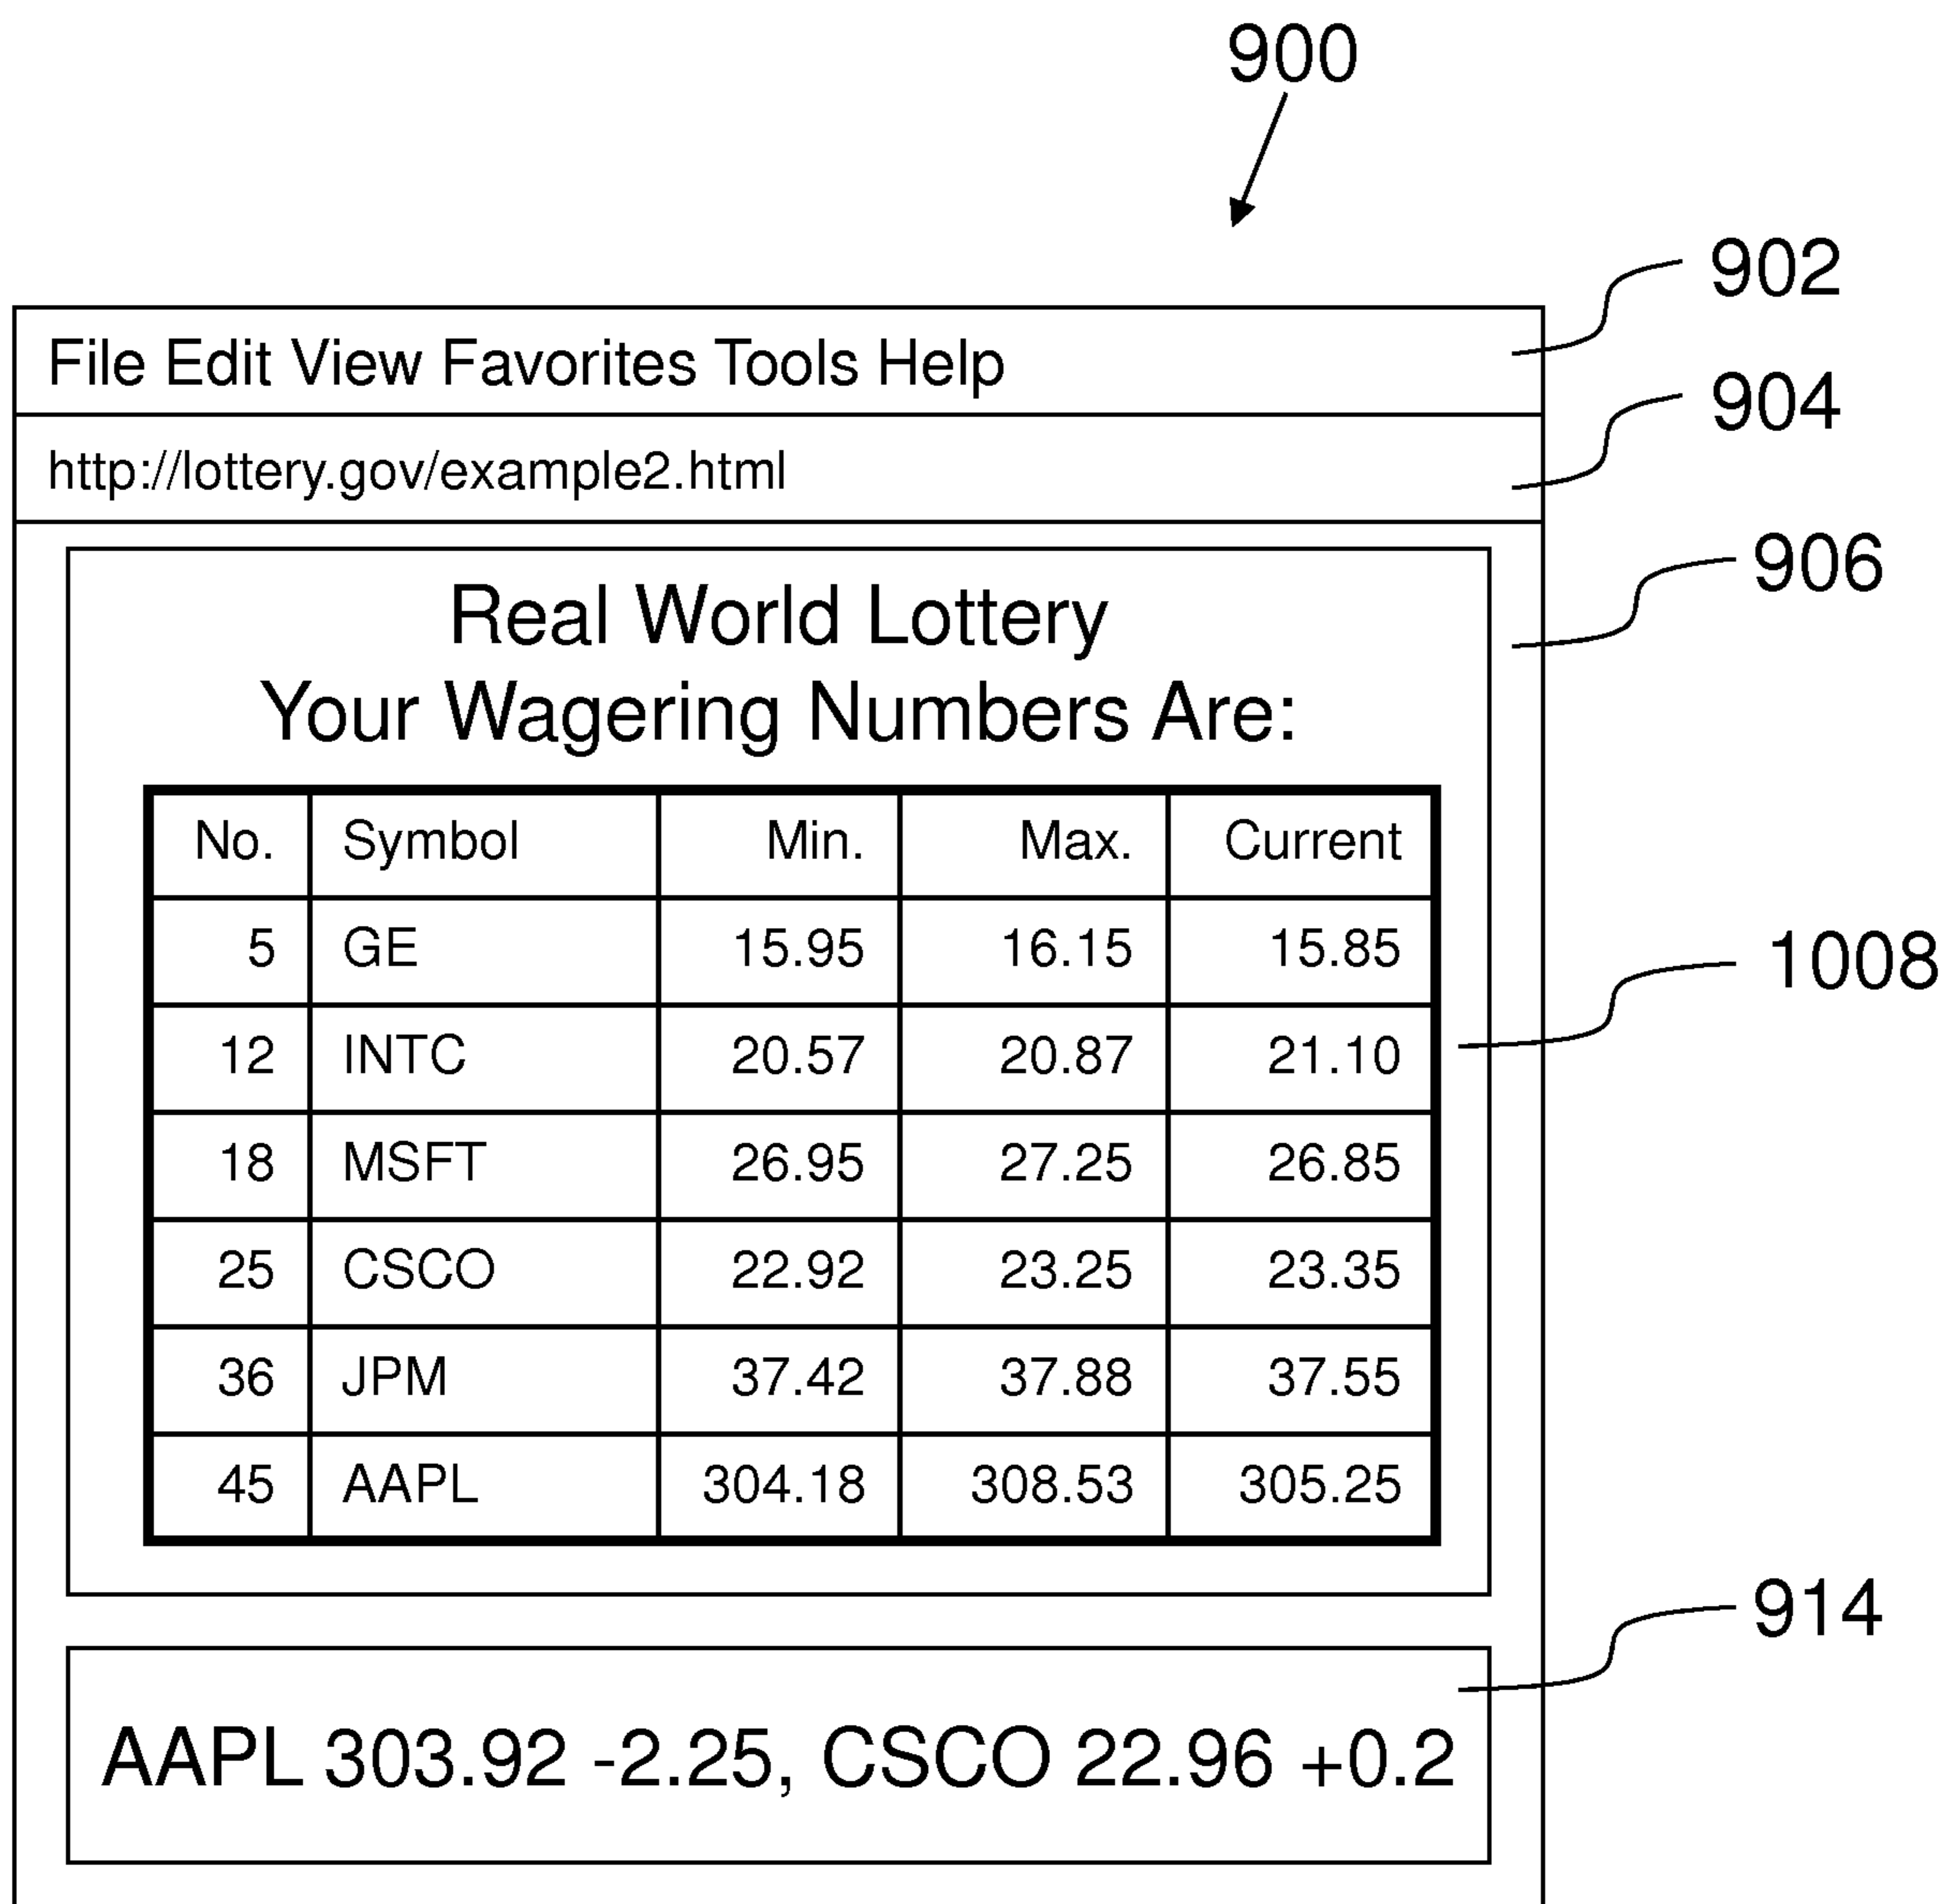 900
902
File Edit View Favorites Tools Help
904
http://lottery.gov/example2.html
906
Real World Lottery
Your Wagering Numbers Are:
No. Symbol Min. Max. Current
5 GE 15.95 16.15 15.85
1008
12 INTC 20.57 20.87 21.10
18 MSFT 26.95 27.25 26.85
25 CSCO 22.92 23.25 23.35
36 JPM 37.42 37.88 37.55
45 AAPL 304.18 308.53 305.25
914
AAPL 303.92 -2.25, CSCO 22.96 +0.2